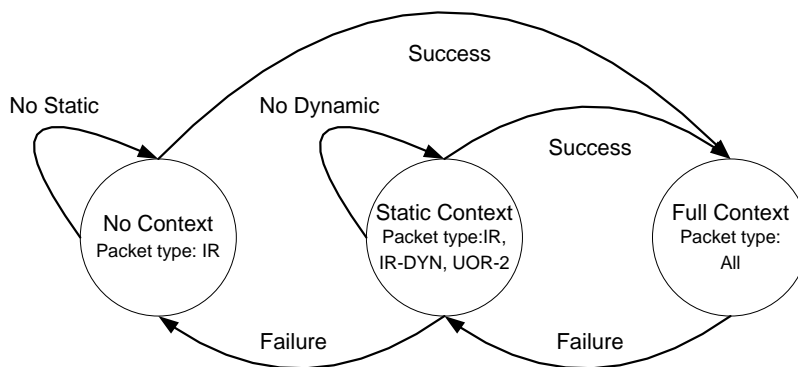 Success
No Static
No Dynamic
Success
No Context
Packet type: IR
Static Context
Packet type:IR,
IR-DYN, UOR-2
Full Context
Packet type:
All
Failure
Failure